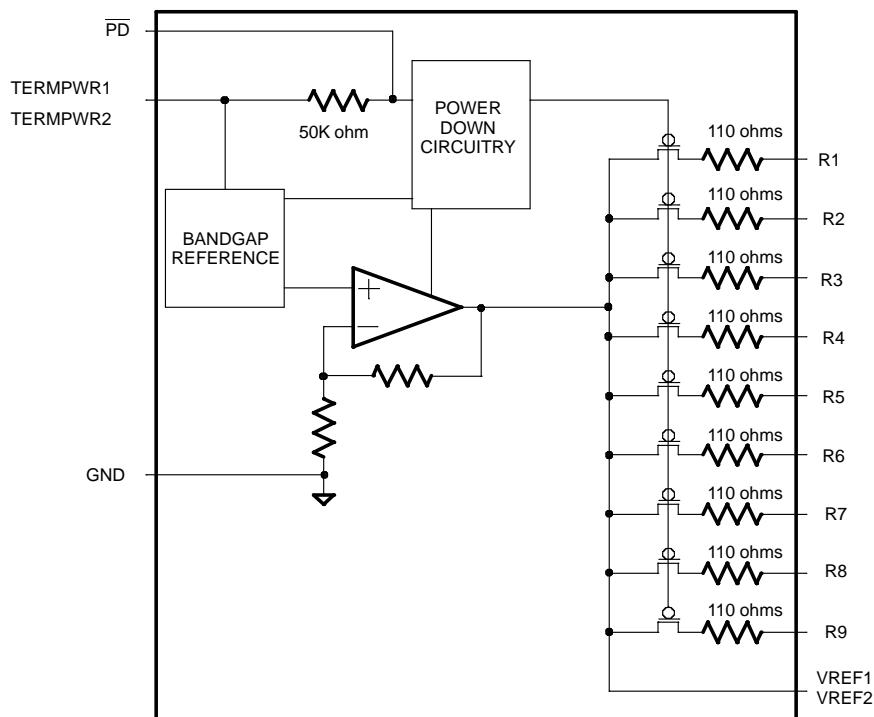 PD
TERMPWR1
TERMPWR2
50K ohm
POWER
DOWN
CIRCUITRY
BANDGAP
REFERENCE
GND
110 ohms
R1
110 ohms
R2
110 ohms
R3
110 ohms
R4
110 ohms
R5
110 ohms
R6
110 ohms
R7
110 ohms
R8
110 ohms
R9
VREF1
VREF2